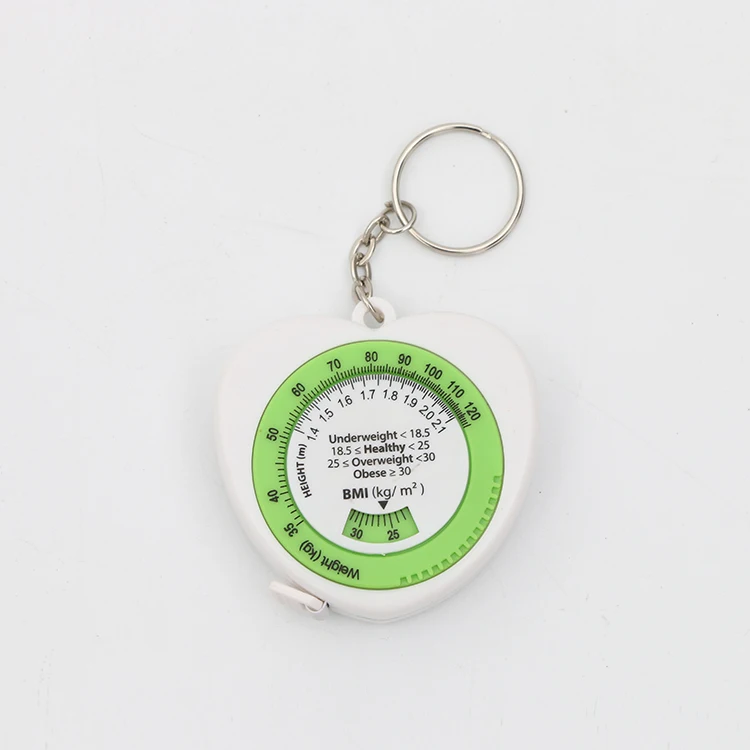 35 40 50 60 70 80 90 100 110 120
Weight (kg)
1.4 1.5 1.6 1.7 1.8 1.9 2.0 2.1
HEIGHT (m)
Underweight < 18.5
18.5 ≤ Healthy < 25
25 ≤ Overweight <30
Obese ≥ 30
BMI (kg/ m²)
30 25